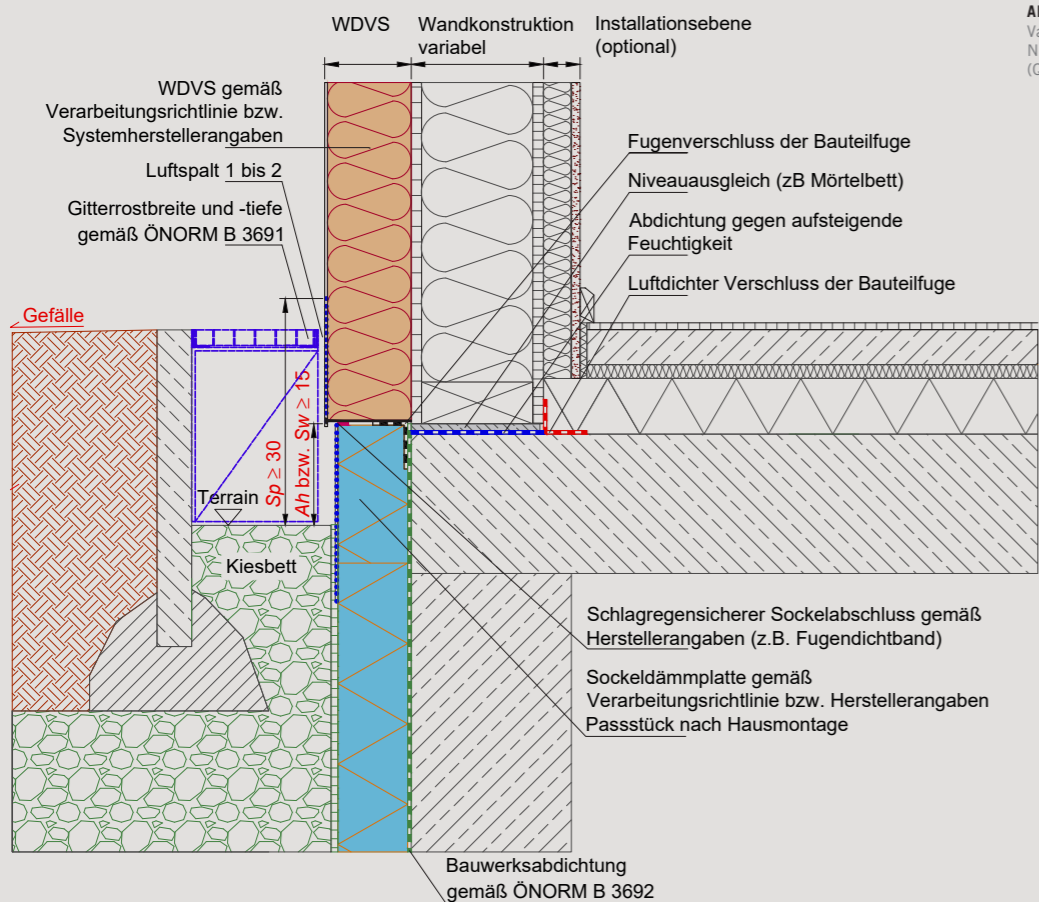 WDVS
Wandkonstruktion
variabel
Installationsebene
(optional)
WDVS gemäß
Verarbeitungsrichtlinie bzw.
Systemherstellerangaben
Luftspalt 1 bis 2
Gitterrostbreite und -tiefe
gemäß ÖNORM B 3691
Fugenverschluss der Bauteilfuge
Niveauausgleich (zB Mörtelbett)
Abdichtung gegen aufsteigende
Feuchtigkeit
Luftdichter Verschluss der Bauteilfuge
Gefälle
Sp ≥ 30
Ah bzw. Sw ≥ 15
Terrain
Kiesbett
Schlagregensicherer Sockelabschluss gemäß
Herstellerangaben (z.B. Fugendichtband)
Sockeldämmplatte gemäß
Verarbeitungsrichtlinie bzw. Herstellerangaben
Passstück nach Hausmontage
Bauwerksabdichtung
gemäß ÖNORM B 3692